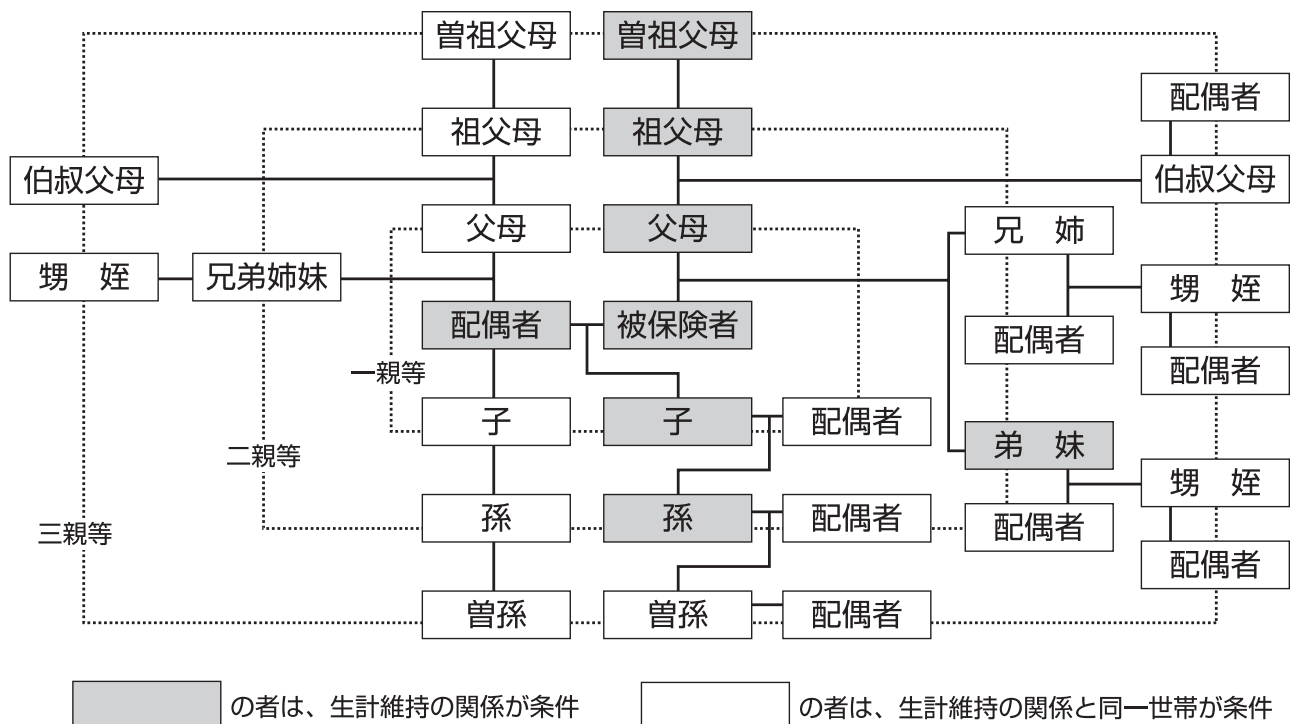 曽祖父母 曽祖父母
配偶者
祖父母 祖父母
伯叔父母 伯叔父母
父母 父母 兄　姉
甥　姪 兄弟姉妹 甥　姪
配偶者 被保険者 配偶者
一親等 配偶者
子 子 配偶者
二親等 弟　妹
甥　姪
孫 孫 配偶者 配偶者
三親等 配偶者
曽孫 曽孫 配偶者
の者は、生計維持の関係が条件 の者は、生計維持の関係と同一世帯が条件